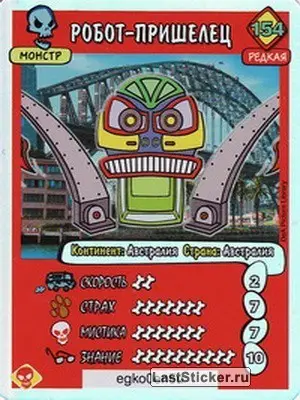 РОБОТ-ПРИШЕЛЕЦ
154
МОНСТР
РЕДКАЯ
Континент: Австралия Страна: Австралия
СКОРОСТЬ 2
СТРАХ 7
МИСТИКА 7
ЗНАНИЕ 10
LastSticker.ru